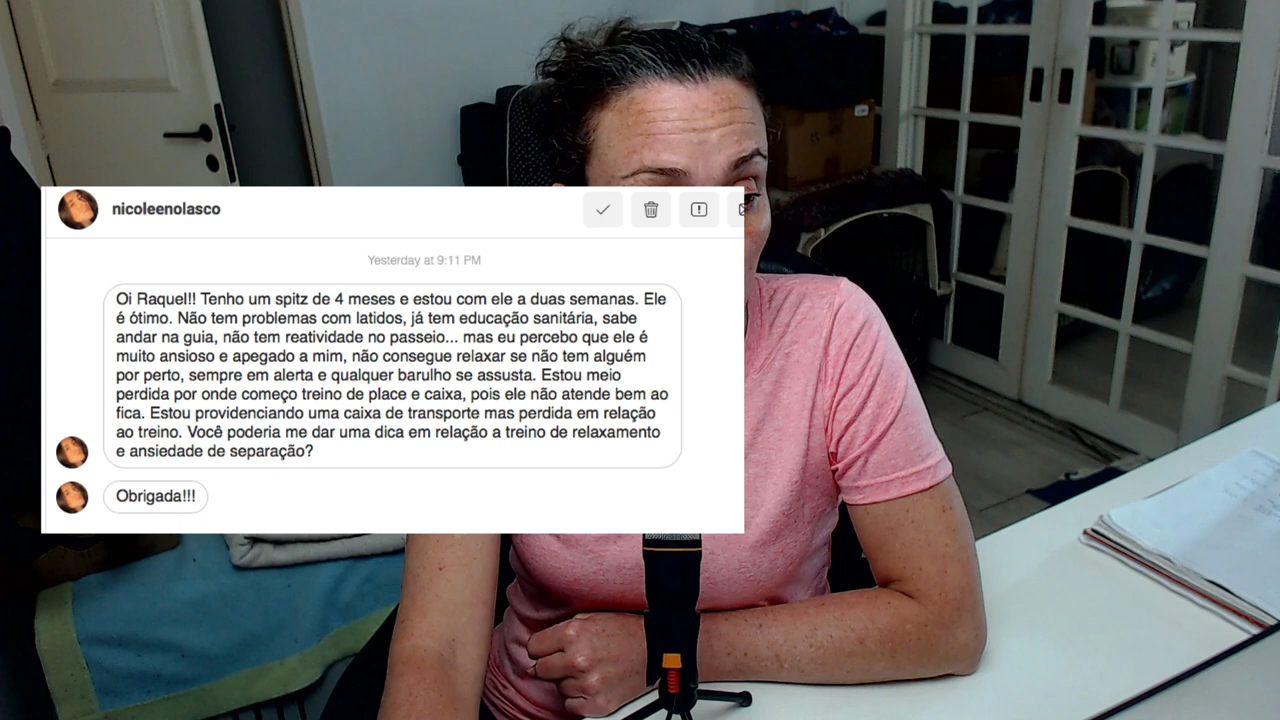 nicoleenolasco
Yesterday at 9:11 PM
Oi Raquel!! Tenho um spitz de 4 meses e estou com ele a duas semanas. Ele
é ótimo. Não tem problemas com latidos, já tem educação sanitária, sabe
andar na guia, não tem reatividade no passeio... mas eu percebo que ele é
muito ansioso e apegado a mim, não consegue relaxar se não tem alguém
por perto, sempre em alerta e qualquer barulho se assusta. Estou meio
perdida por onde começo treino de place e caixa, pois ele não atende bem ao
fica. Estou providenciando uma caixa de transporte mas perdida em relação
ao treino. Você poderia me dar uma dica em relação a treino de relaxamento
e ansiedade de separação?
Obrigada!!!